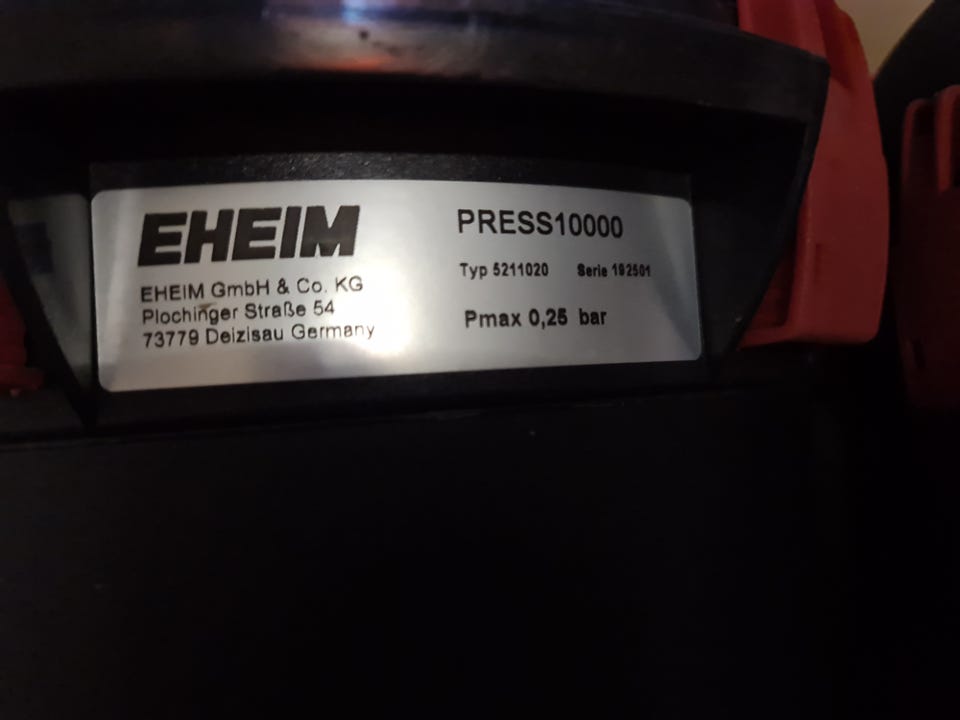 EHEIM
EHEIM GmbH & Co. KG
Plochinger Straße 54
73779 Deizisau Germany
PRESS10000
Typ 5211020 Serie 192501
Pmax 0,25 bar